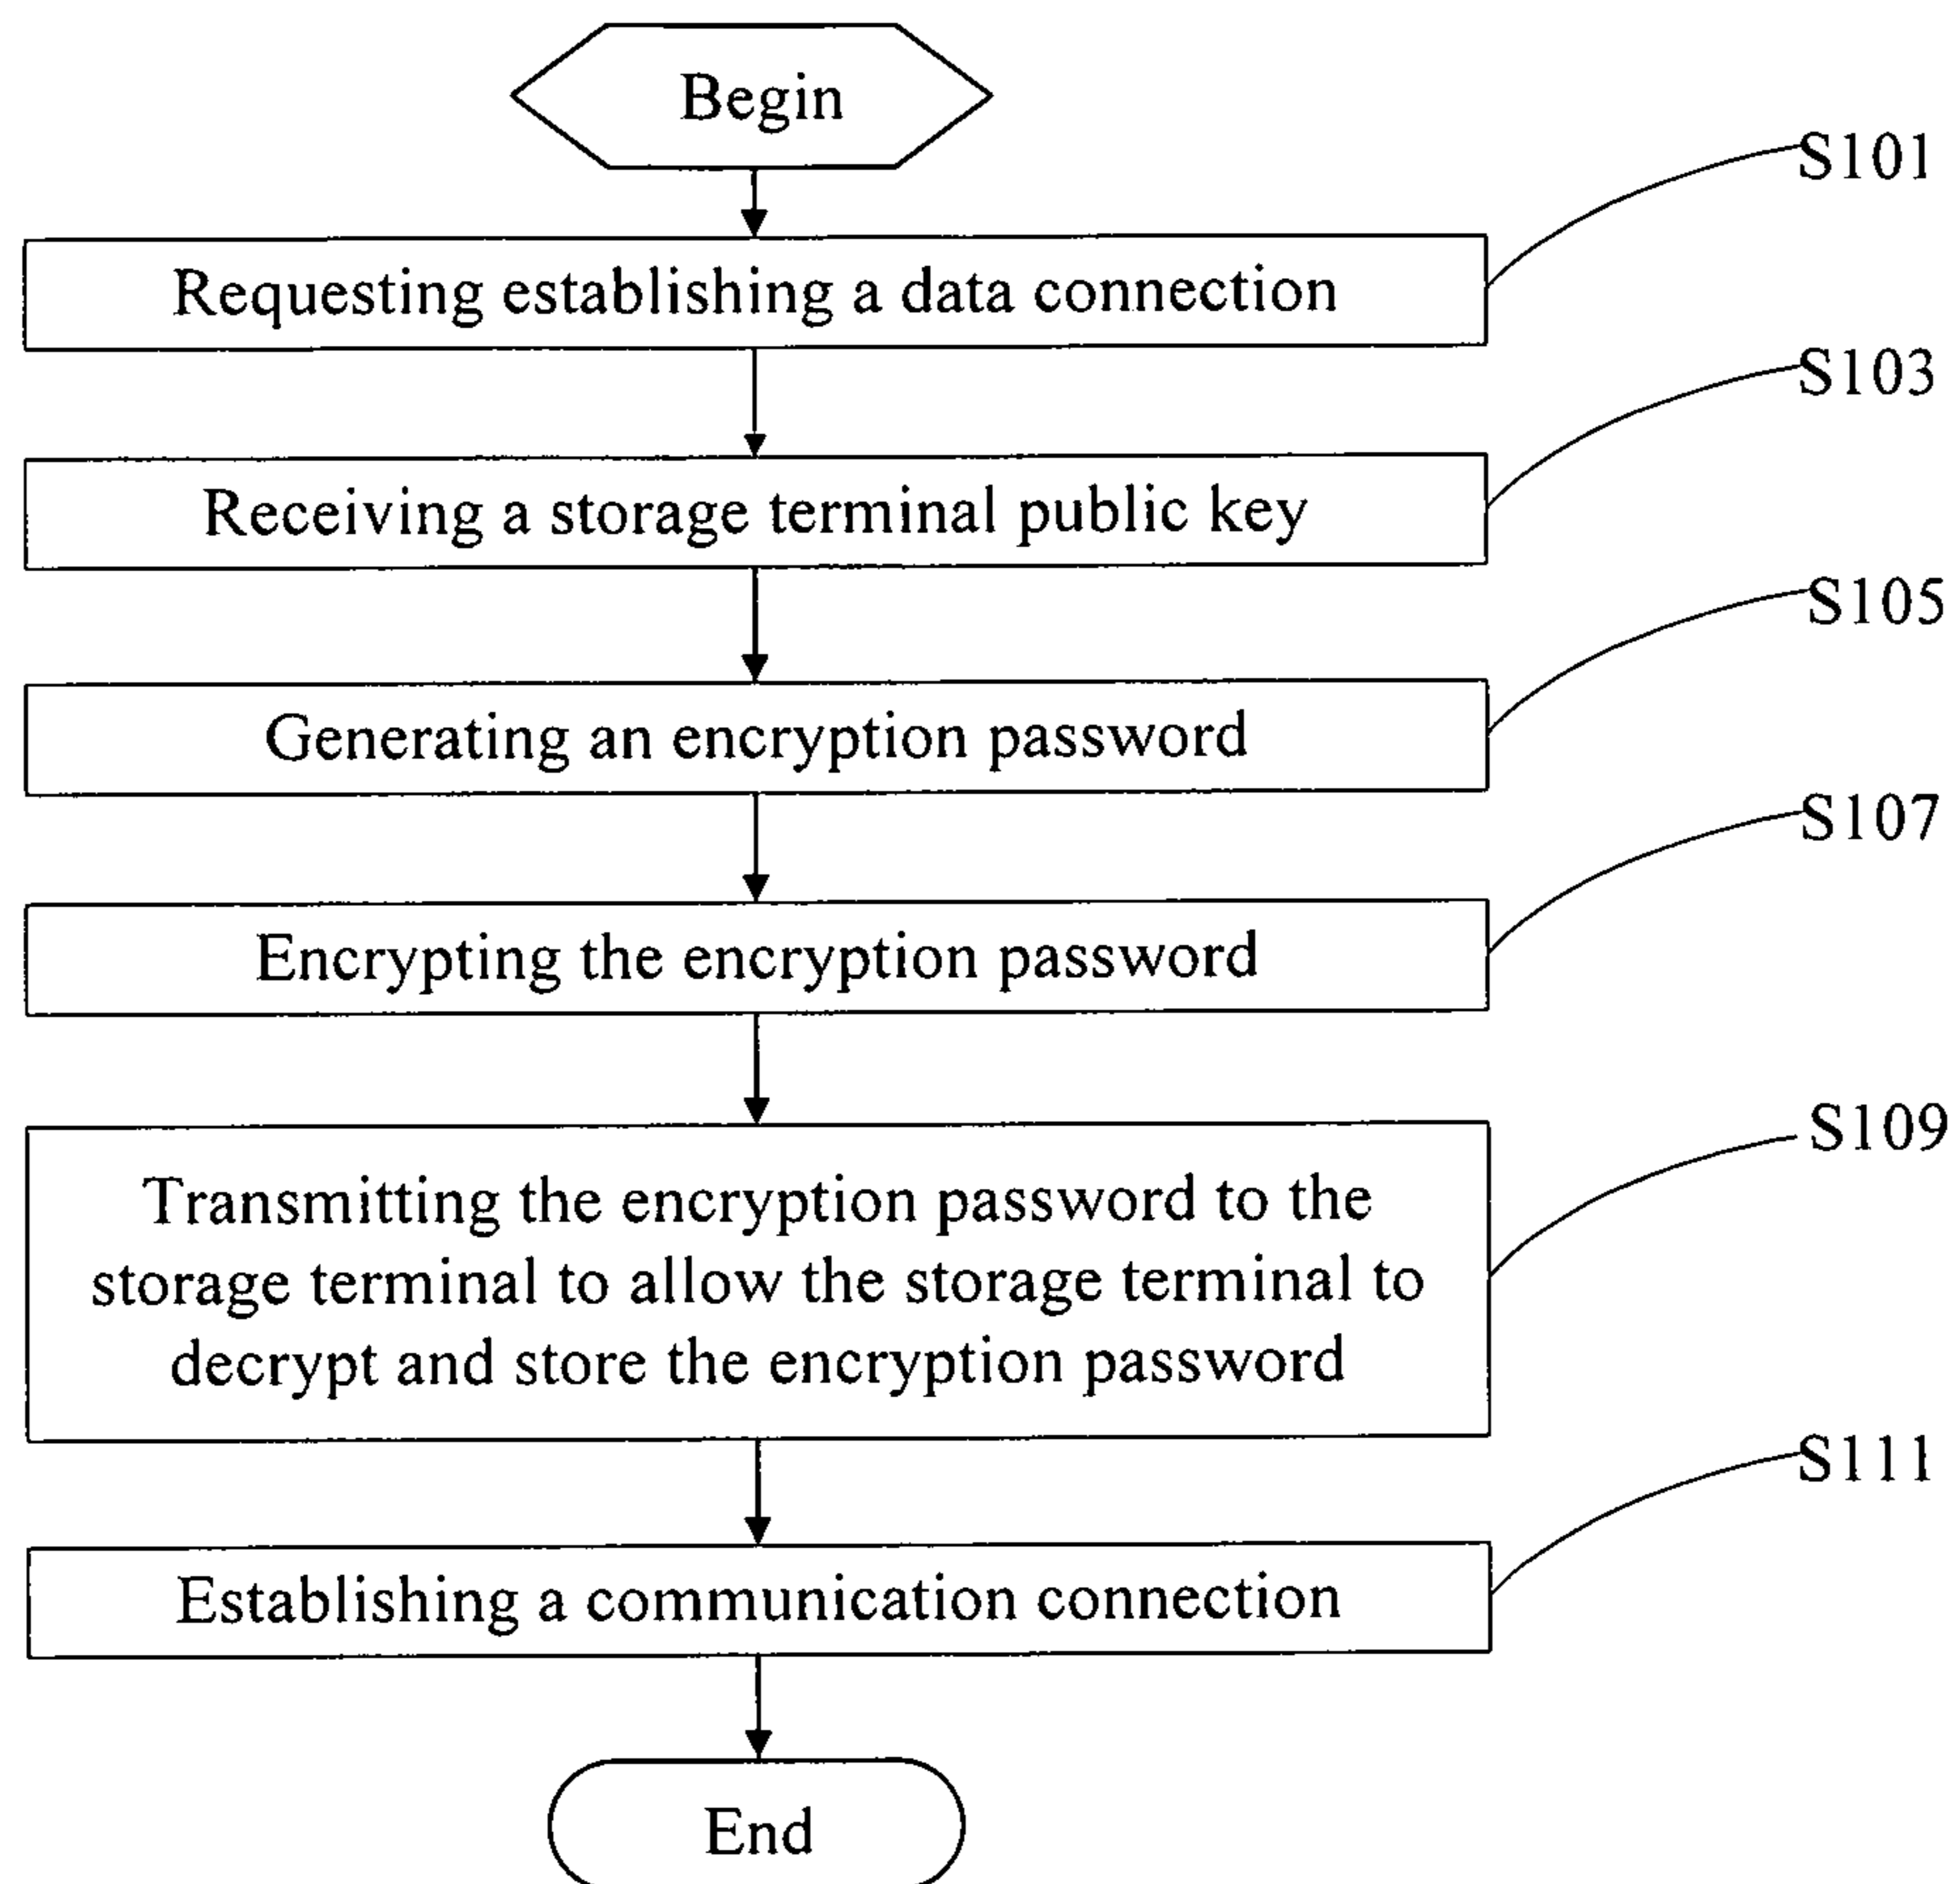 Begin
S101
Requesting establishing a data connection
S103
Receiving a storage terminal public key
S105
Generating an encryption password
S107
Encrypting the encryption password
S109
Transmitting the encryption password to the
storage terminal to allow the storage terminal to
decrypt and store the encryption password
S111
Establishing a communication connection
End